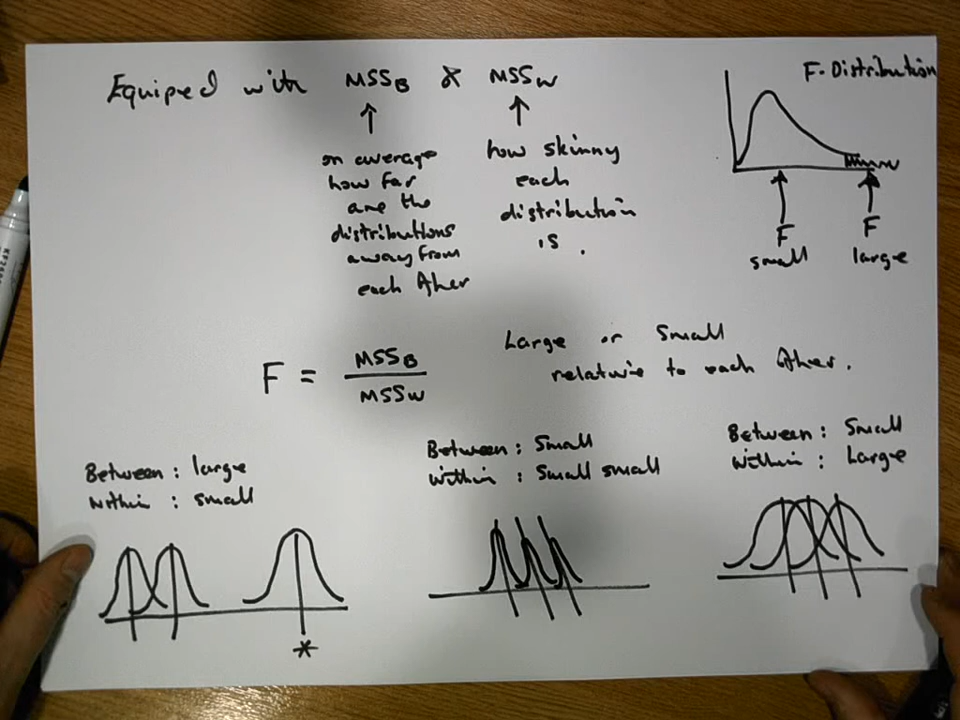 Equiped with MSSB & MSSW
on average
how far
are the
distributions
away from
each other
how skinny
each
distribution
is.
F-Distribution
F
small
F
large
F = MSSB / MSSW
Large or Small
relative to each other.
Between: large
within: small
Between: Small
within: Small small
Between: Small
within: Large
*